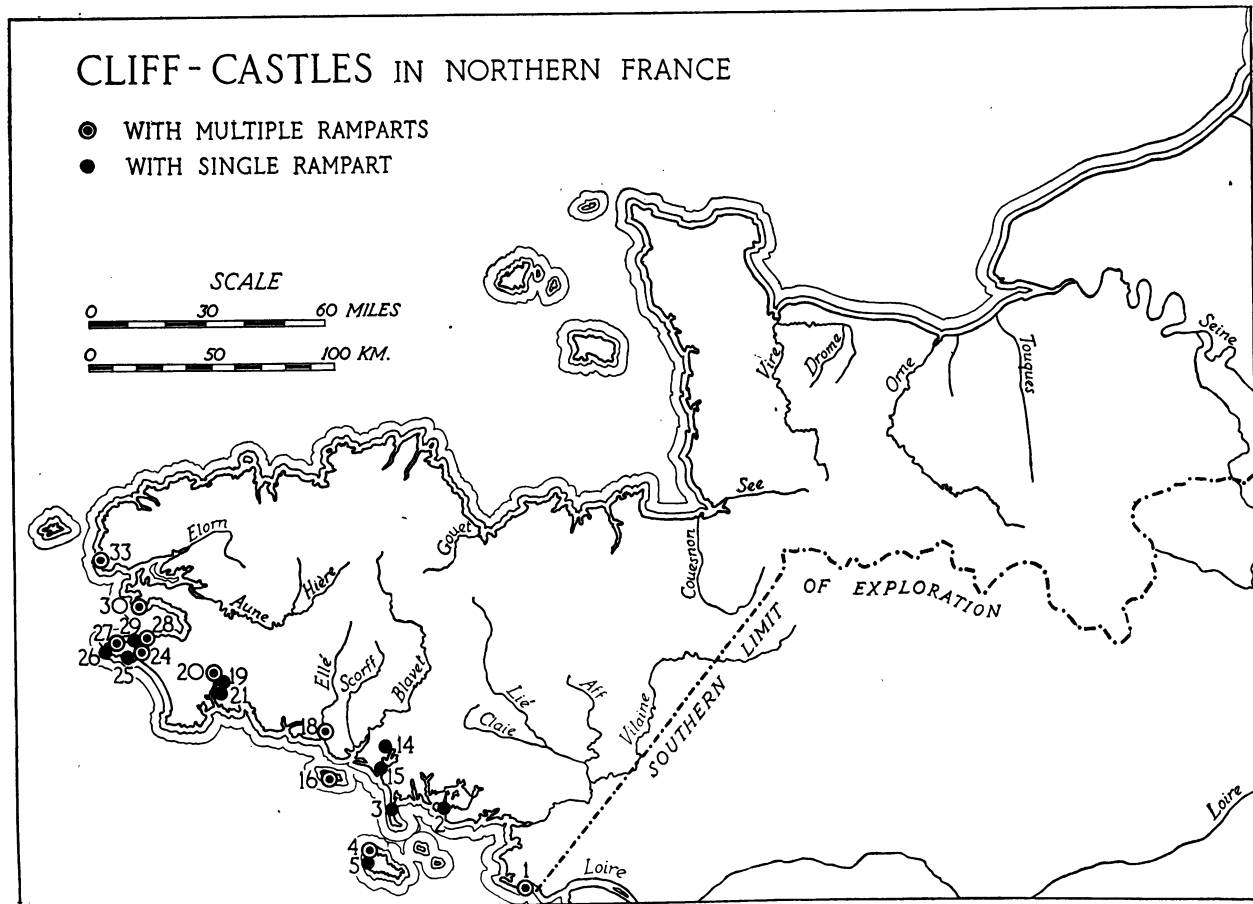 CLIFF-CASTLES IN NORTHERN FRANCE
WITH MULTIPLE RAMPARTS
WITH SINGLE RAMPART
SCALE
0 30 60 MILES
0 50 100 KM.
Seine
Touques
Orne
Drome
Vire
See
Couesnon
Gouet
Elorn
Hière
Aune
Ellé
Scorff
Blavet
Lié
Claie
Aff
Vilaine
SOUTHERN LIMIT OF EXPLORATION
Loire
Loire
33
30
29
28
27
26
25
24
20
19
21
18
16
14
15
3
4
5
1